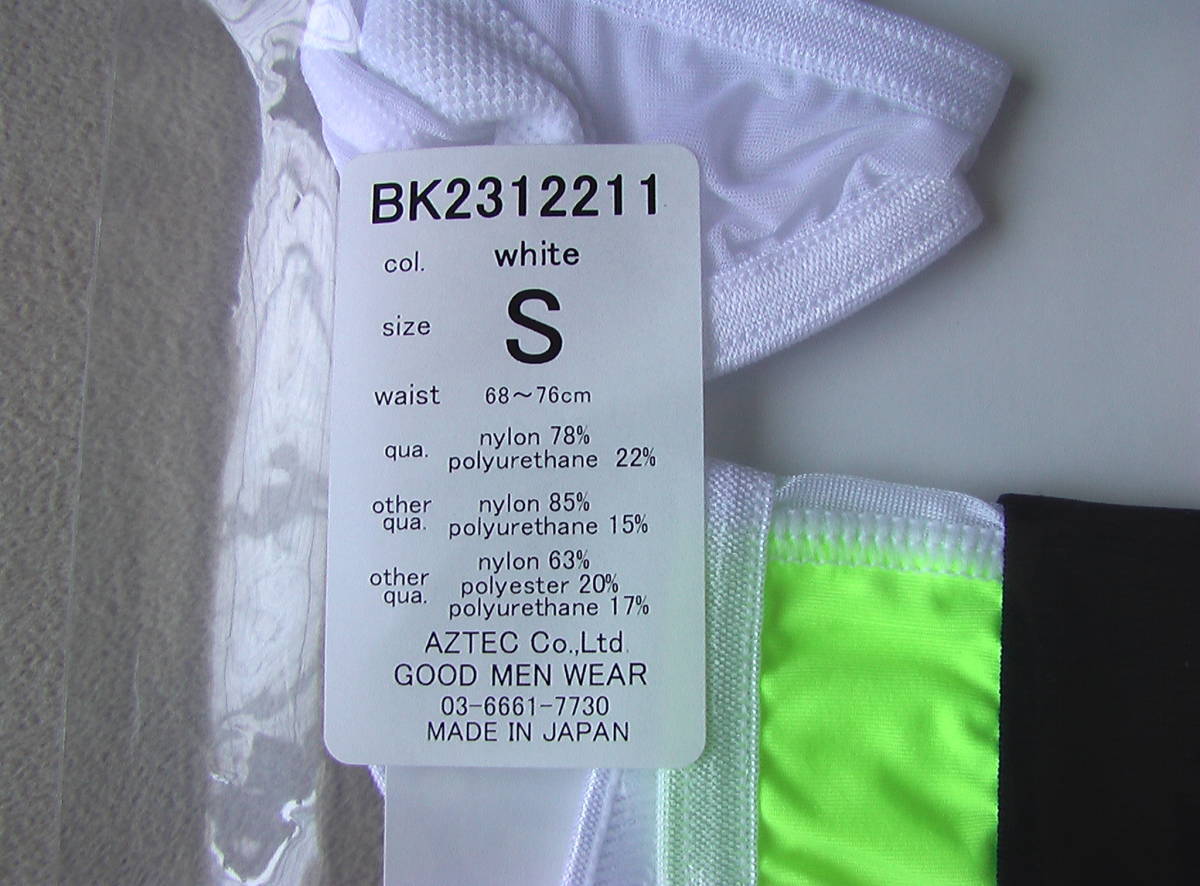 BK2312211
col. white
size S
waist 68～76cm
qua. nylon 78%
polyurethane 22%
other qua. nylon 85%
polyurethane 15%
other qua. nylon 63%
polyester 20%
polyurethane 17%
AZTEC Co.,Ltd.
GOOD MEN WEAR
03-6661-7730
MADE IN JAPAN